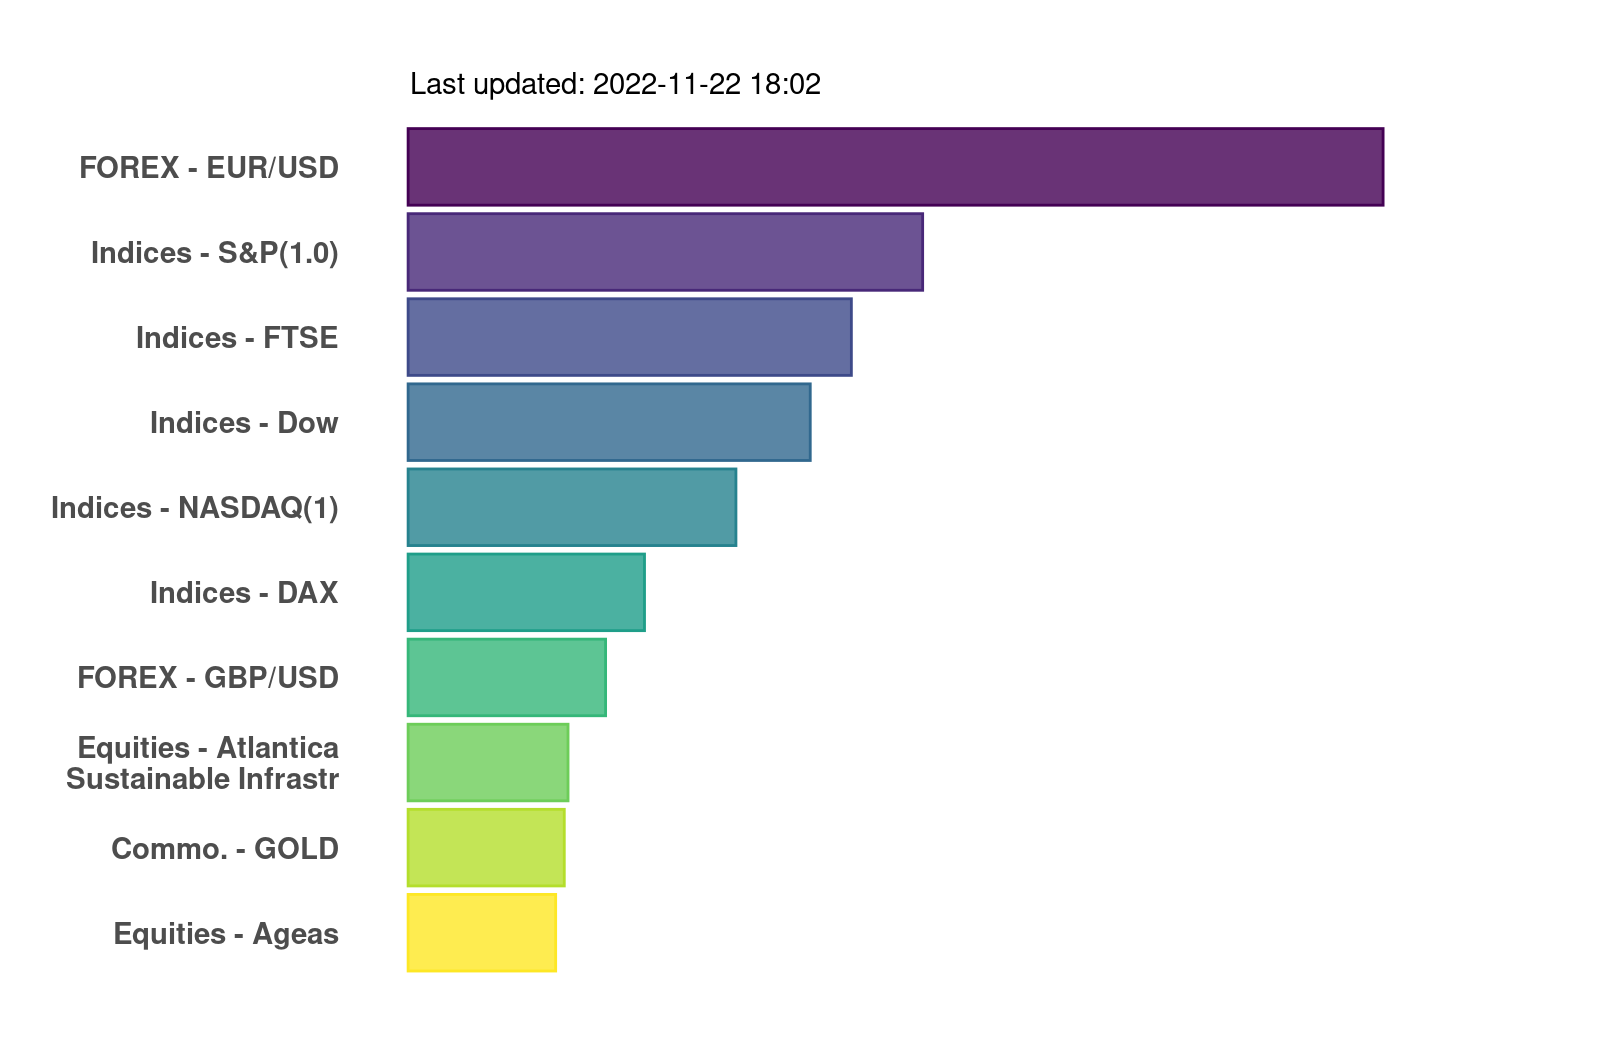 Last updated: 2022-11-22 18:02
FOREX - EUR/USD
Indices - S&P(1.0)
Indices - FTSE
Indices - Dow
Indices - NASDAQ(1)
Indices - DAX
FOREX - GBP/USD
Equities - Atlantica
Sustainable Infrastr
Commo. - GOLD
Equities - Ageas